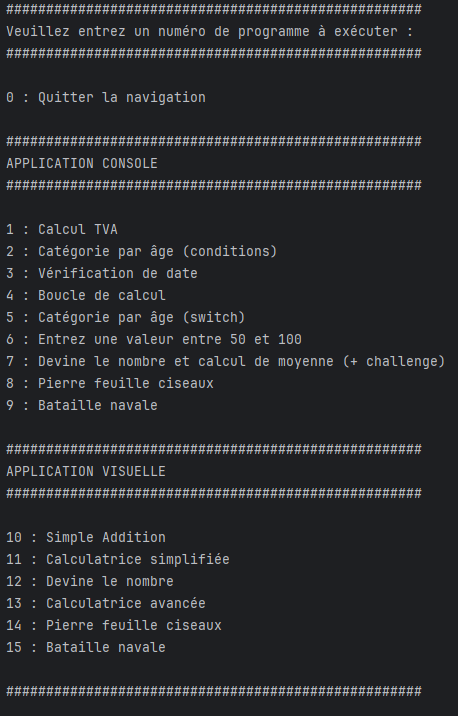 ####################################################
Veuillez entrez un numéro de programme à exécuter :
####################################################
0 : Quitter la navigation
####################################################
APPLICATION CONSOLE
####################################################
1 : Calcul TVA
2 : Catégorie par âge (conditions)
3 : Vérification de date
4 : Boucle de calcul
5 : Catégorie par âge (switch)
6 : Entrez une valeur entre 50 et 100
7 : Devine le nombre et calcul de moyenne (+ challenge)
8 : Pierre feuille ciseaux
9 : Bataille navale
####################################################
APPLICATION VISUELLE
####################################################
10 : Simple Addition
11 : Calculatrice simplifiée
12 : Devine le nombre
13 : Calculatrice avancée
14 : Pierre feuille ciseaux
15 : Bataille navale
####################################################